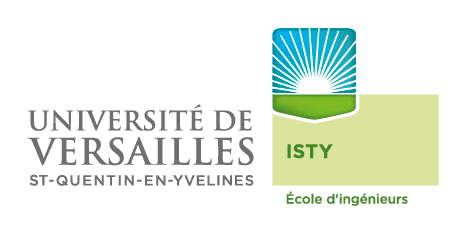 UNIVERSITÉ DE
VERSAILLES
ST-QUENTIN-EN-YVELINES
ISTY
École d'ingénieurs